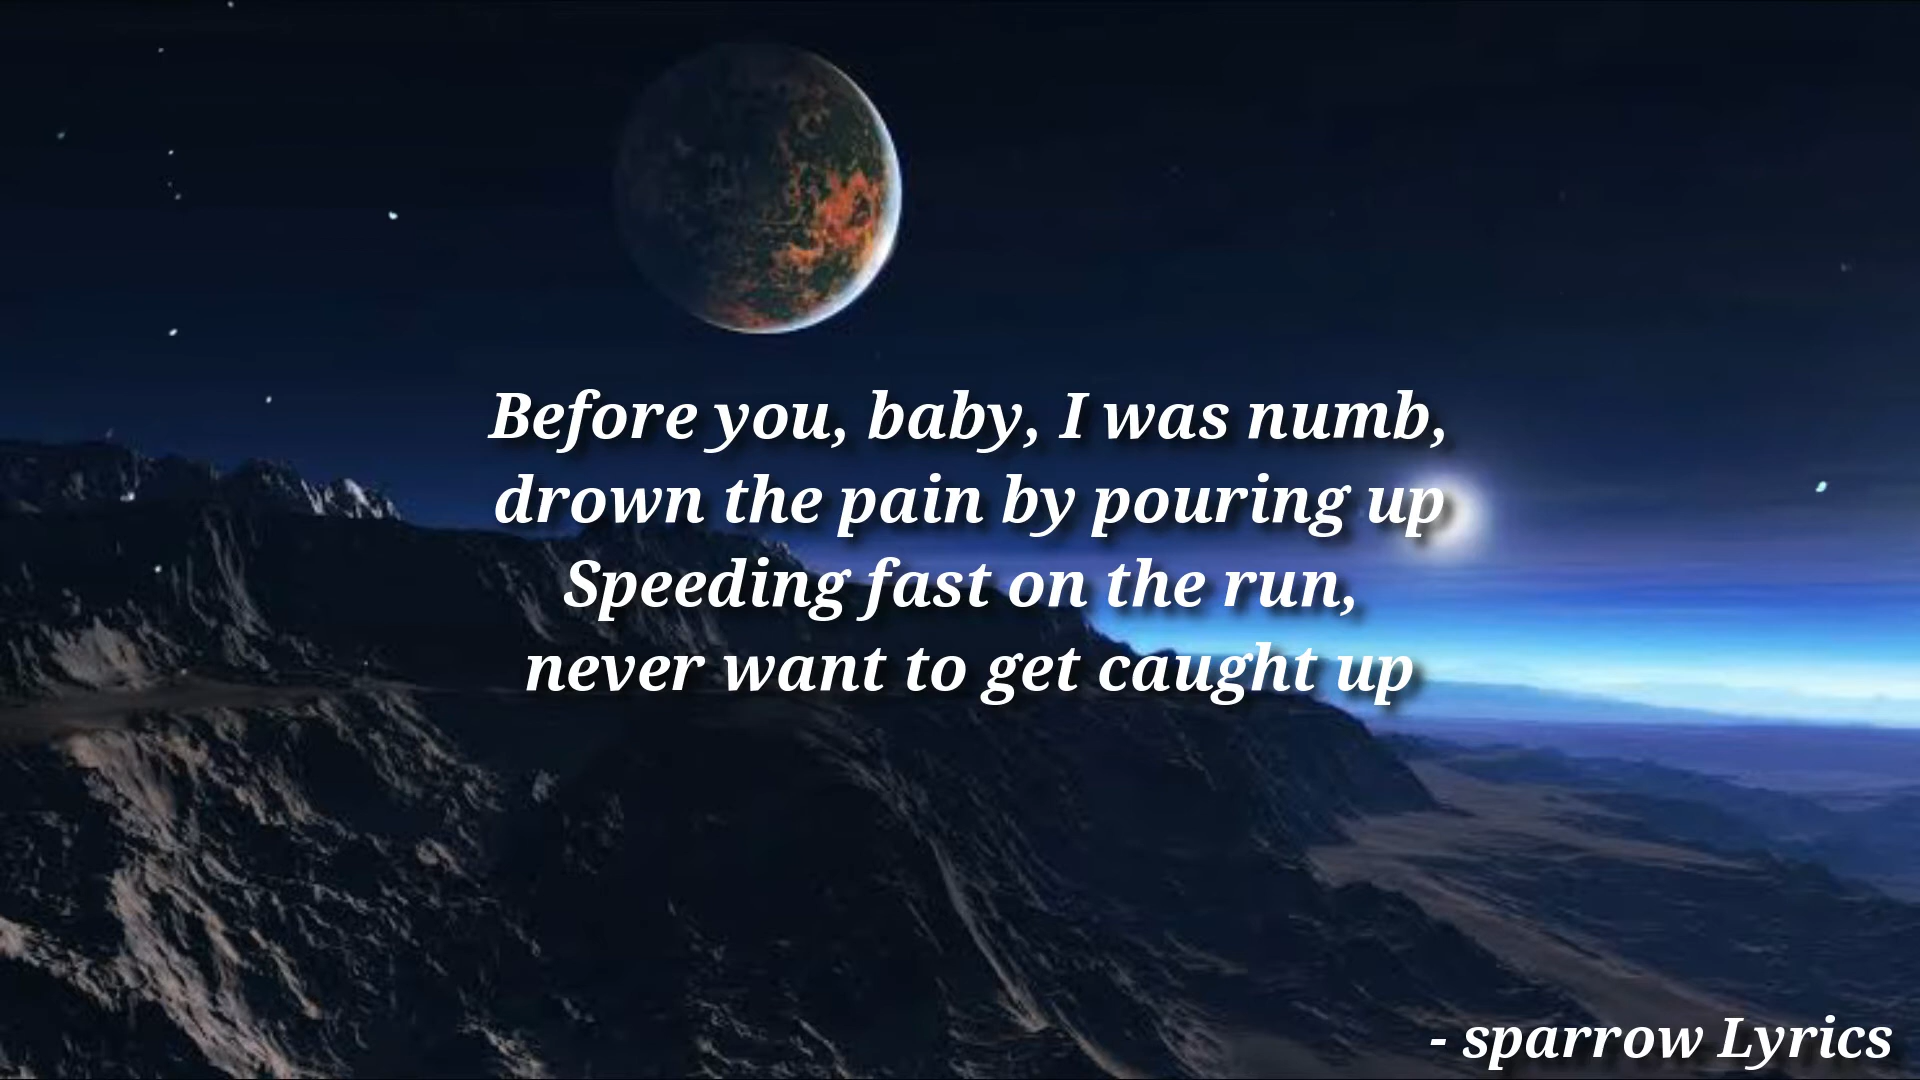 Before you, baby, I was numb,
drown the pain by pouring up
Speeding fast on the run,
never want to get caught up
- sparrow Lyrics